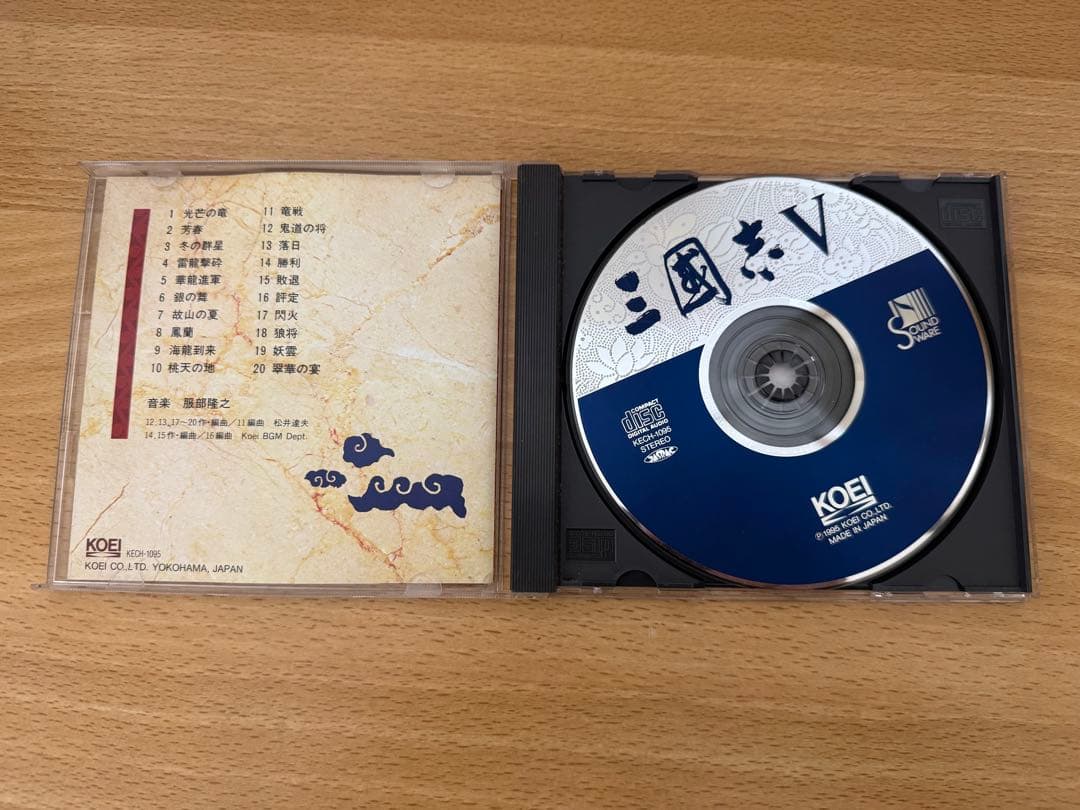 1 光芒の竜
2 芳春
3 冬の群星
4 雷龍撃砕
5 華龍進軍
6 銀の舞
7 故山の夏
8 鳳蘭
9 海龍到来
10 桃天の地
11 竜戦
12 鬼道の将
13 落日
14 勝利
15 敗退
16 評定
17 閃火
18 狼将
19 妖雲
20 翠華の宴
音楽 服部隆之
12、13、17〜20作・編曲/11編曲 松井達夫
14、15作・編曲/16編曲 Koei BGM Dept.
KOEI
KECH-1095
KOEI CO.,LTD. YOKOHAMA, JAPAN
三國志V
SOUND WARE
COMPACT
disc
DIGITAL AUDIO
KECH-1095
STEREO
JASRAC
KOEI
℗1995 KOEI CO.,LTD.
MADE IN JAPAN